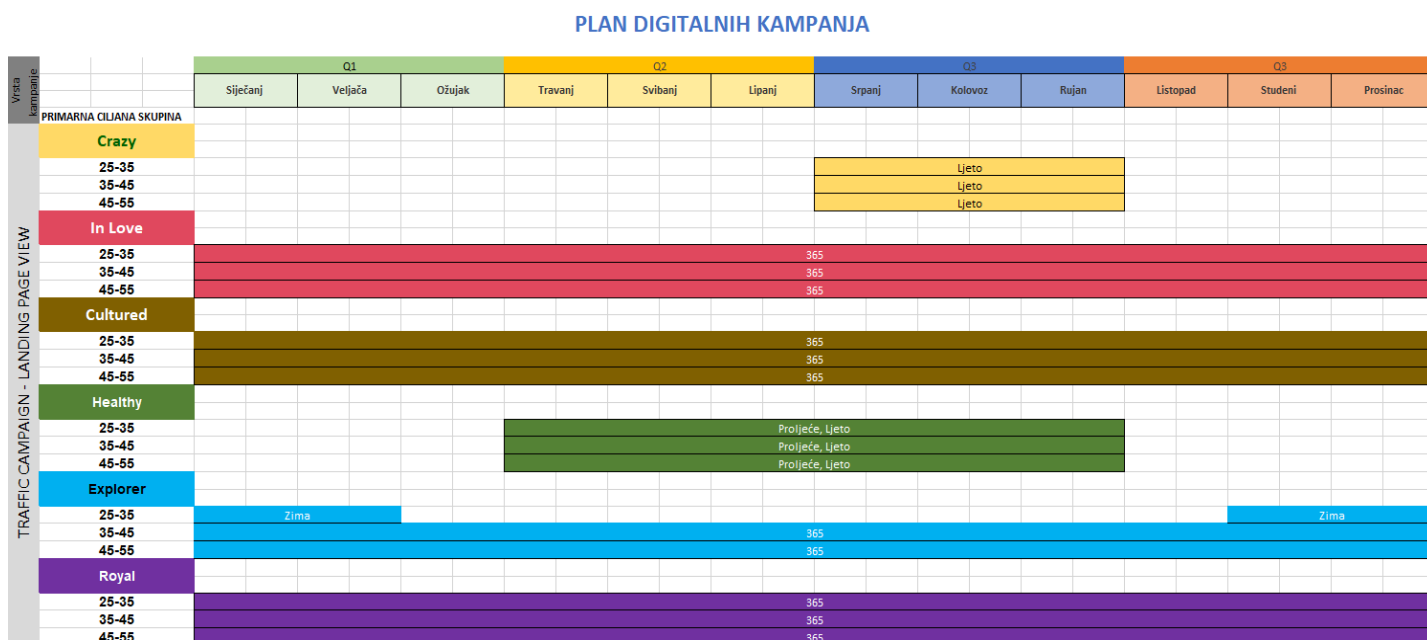 PLAN DIGITALNIH KAMPANJA
Vrsta kampanje
Q1 Q2 Q3 Q3
Siječanj Veljača Ožujak Travanj Svibanj Lipanj Srpanj Kolovoz Rujan Listopad Studeni Prosinac
PRIMARNA CILJANA SKUPINA
TRAFFIC CAMPAIGN - LANDING PAGE VIEW
Crazy
25-35 Ljeto
35-45 Ljeto
45-55 Ljeto
In Love
25-35 365
35-45 365
45-55 365
Cultured
25-35 365
35-45 365
45-55 365
Healthy
25-35 Proljeće, Ljeto
35-45 Proljeće, Ljeto
45-55 Proljeće, Ljeto
Explorer
25-35 Zima Zima
35-45 365
45-55 365
Royal
25-35 365
35-45 365
45-55 365